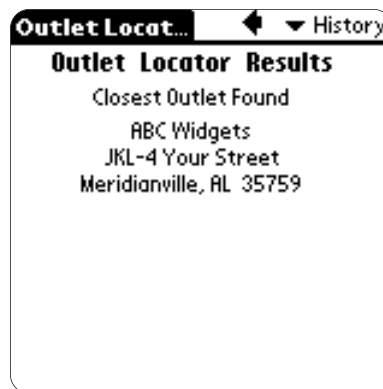 Outlet Locat...
History
Outlet Locator Results
Closest Outlet Found
ABC Widgets
JKL-4 Your Street
Meridianville, AL 35759